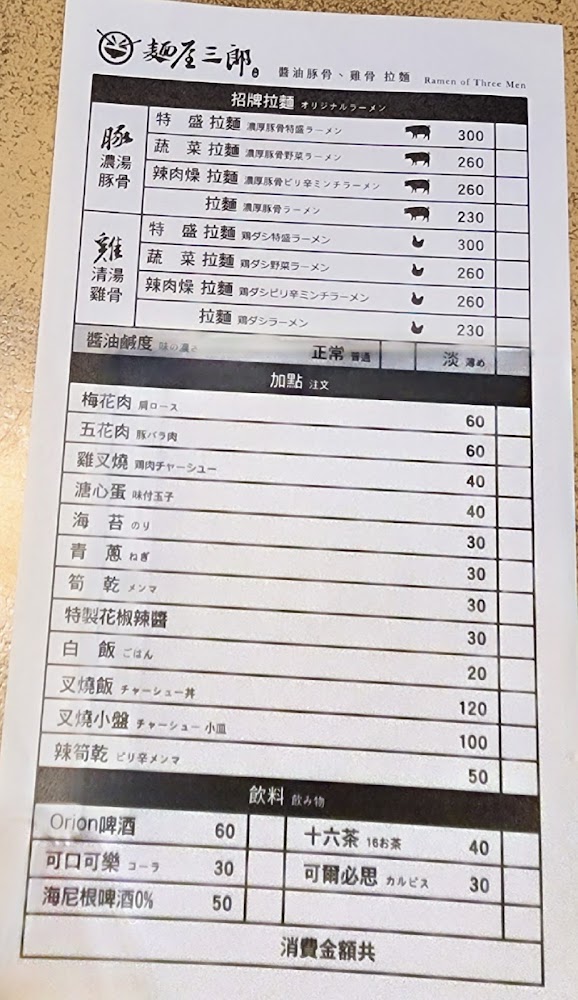 麵屋三郎 醬油豚骨、雞骨 拉麵 Ramen of Three Men
招牌拉麵 オリジナルラーメン
豚
濃湯
豚骨
特 盛 拉麵 濃厚豚骨特盛ラーメン 300
蔬 菜 拉麵 濃厚豚骨野菜ラーメン 260
辣肉燥 拉麵 濃厚豚骨ピリ辛ミンチラーメン 260
拉麵 濃厚豚骨ラーメン 230
雞
清湯
雞骨
特 盛 拉麵 鶏ダシ特盛ラーメン 300
蔬 菜 拉麵 鶏ダシ野菜ラーメン 260
辣肉燥 拉麵 鶏ダシピリ辛ミンチラーメン 260
拉麵 鶏ダシラーメン 230
醬油鹹度 味の濃さ 正常 普通 淡 薄め
加點 注文
梅花肉 肩ロース 60
五花肉 豚バラ肉 60
雞叉燒 鶏肉チャーシュー 40
溏心蛋 味付玉子 40
海 苔 のり 30
青 蔥 ねぎ 30
筍 乾 メンマ 30
特製花椒辣醬 30
白 飯 ごはん 20
叉燒飯 チャーシュー丼 120
叉燒小盤 チャーシュー 小皿 100
辣筍乾 ピリ辛メンマ 50
飲料 飲み物
Orion啤酒 60 十六茶 16お茶 40
可口可樂 コーラ 30 可爾必思 カルピス 30
海尼根啤酒0% 50
消費金額共